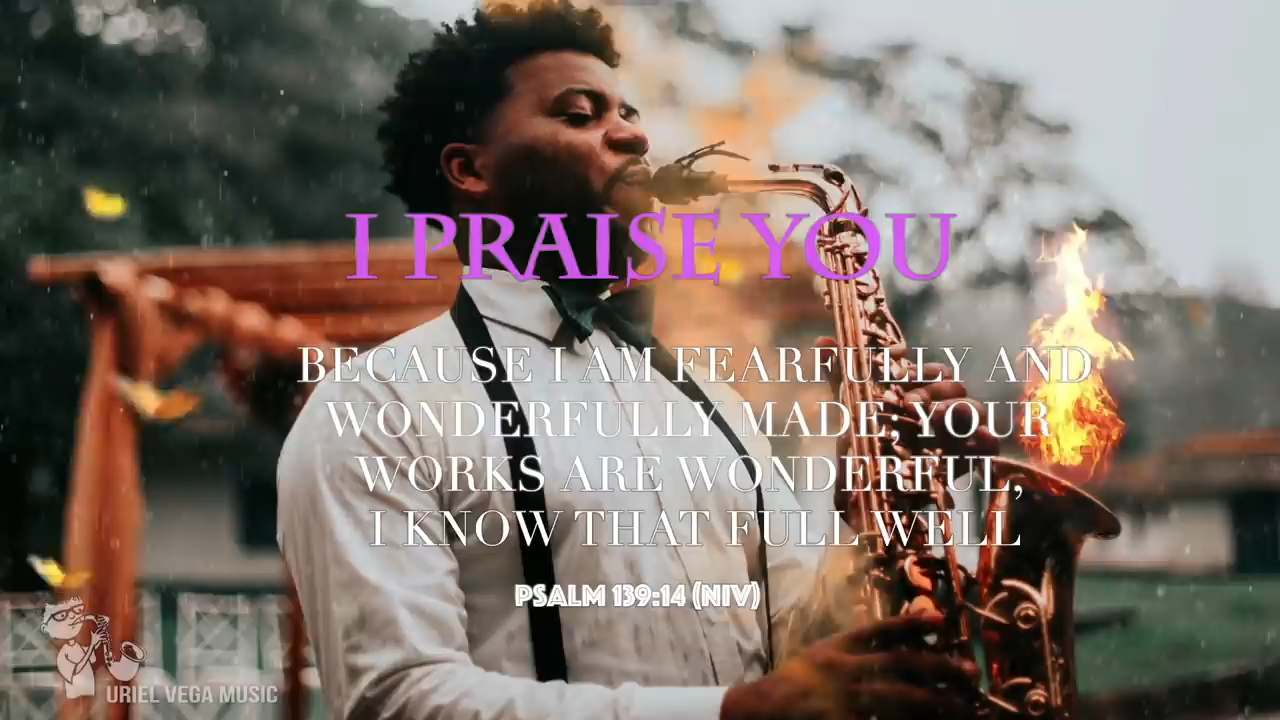 I PRAISE YOU
BECAUSE I AM FEARFULLY AND
WONDERFULLY MADE; YOUR
WORKS ARE WONDERFUL,
I KNOW THAT FULL WELL
PSALM 139:14 (NIV)
URIEL VEGA MUSIC